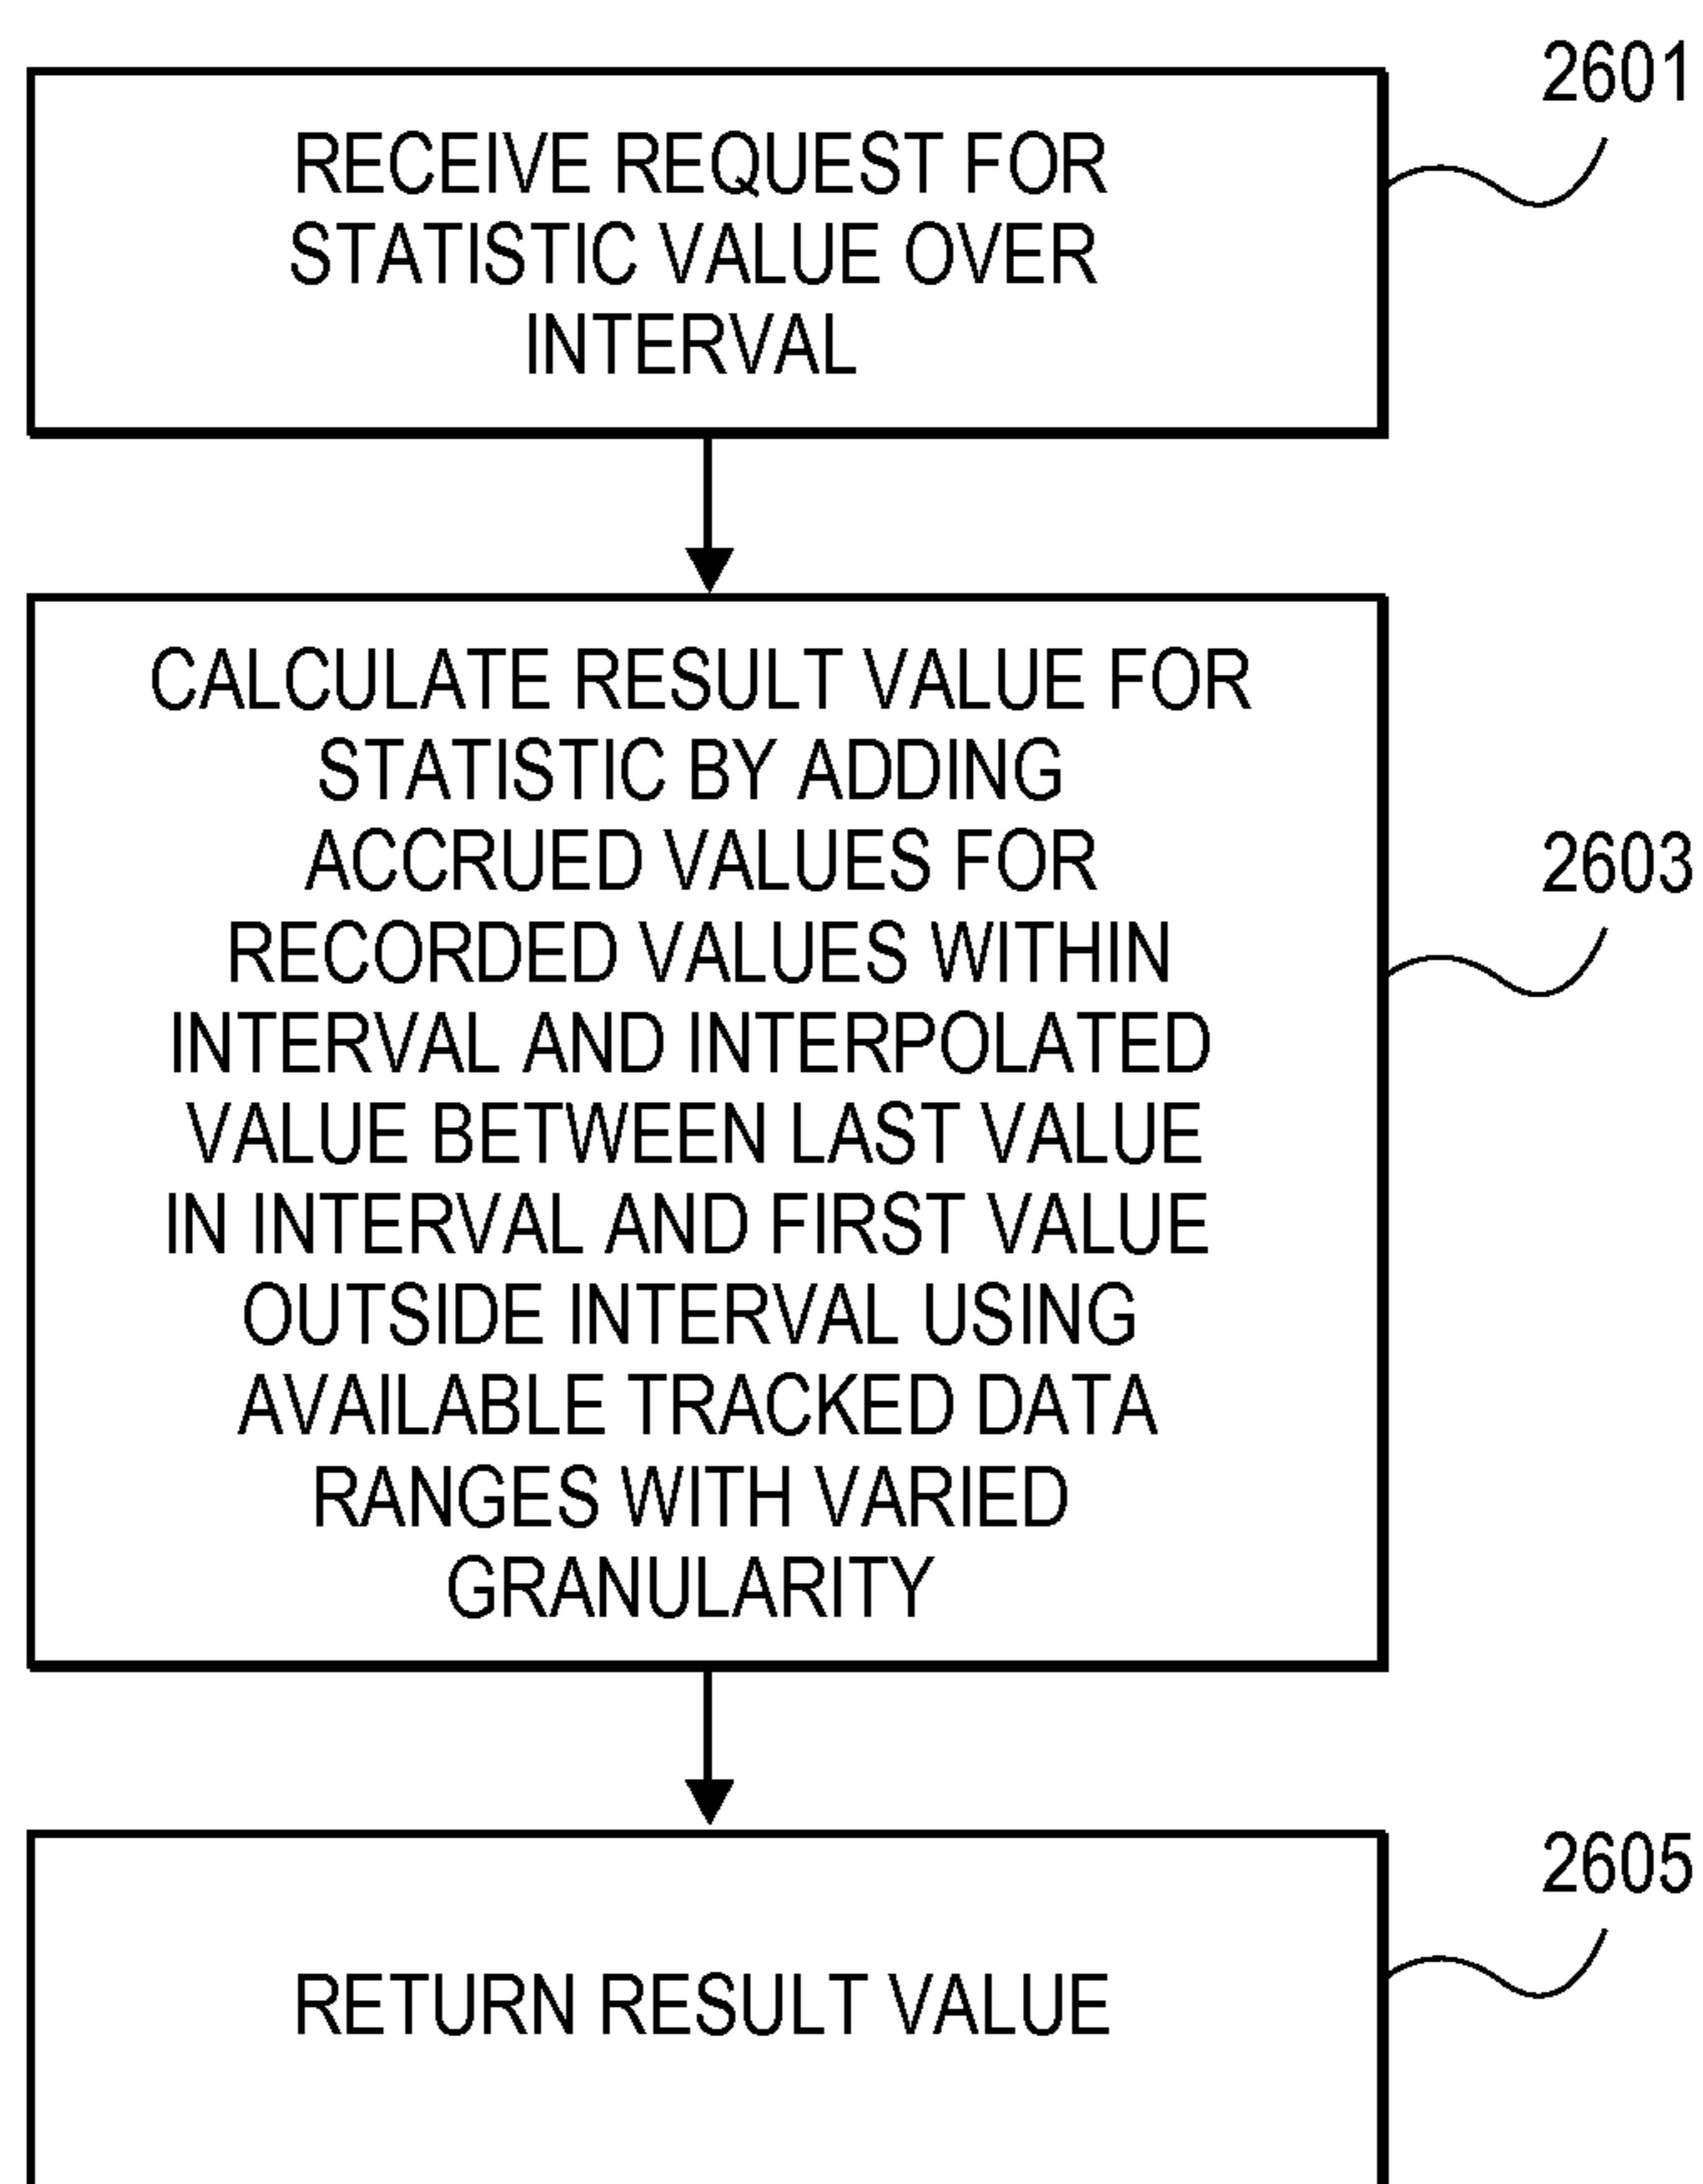 2601
RECEIVE REQUEST FOR
STATISTIC VALUE OVER
INTERVAL
CALCULATE RESULT VALUE FOR
STATISTIC BY ADDING
ACCRUED VALUES FOR
RECORDED VALUES WITHIN
INTERVAL AND INTERPOLATED
VALUE BETWEEN LAST VALUE
IN INTERVAL AND FIRST VALUE
OUTSIDE INTERVAL USING
AVAILABLE TRACKED DATA
RANGES WITH VARIED
GRANULARITY
2603
2605
RETURN RESULT VALUE